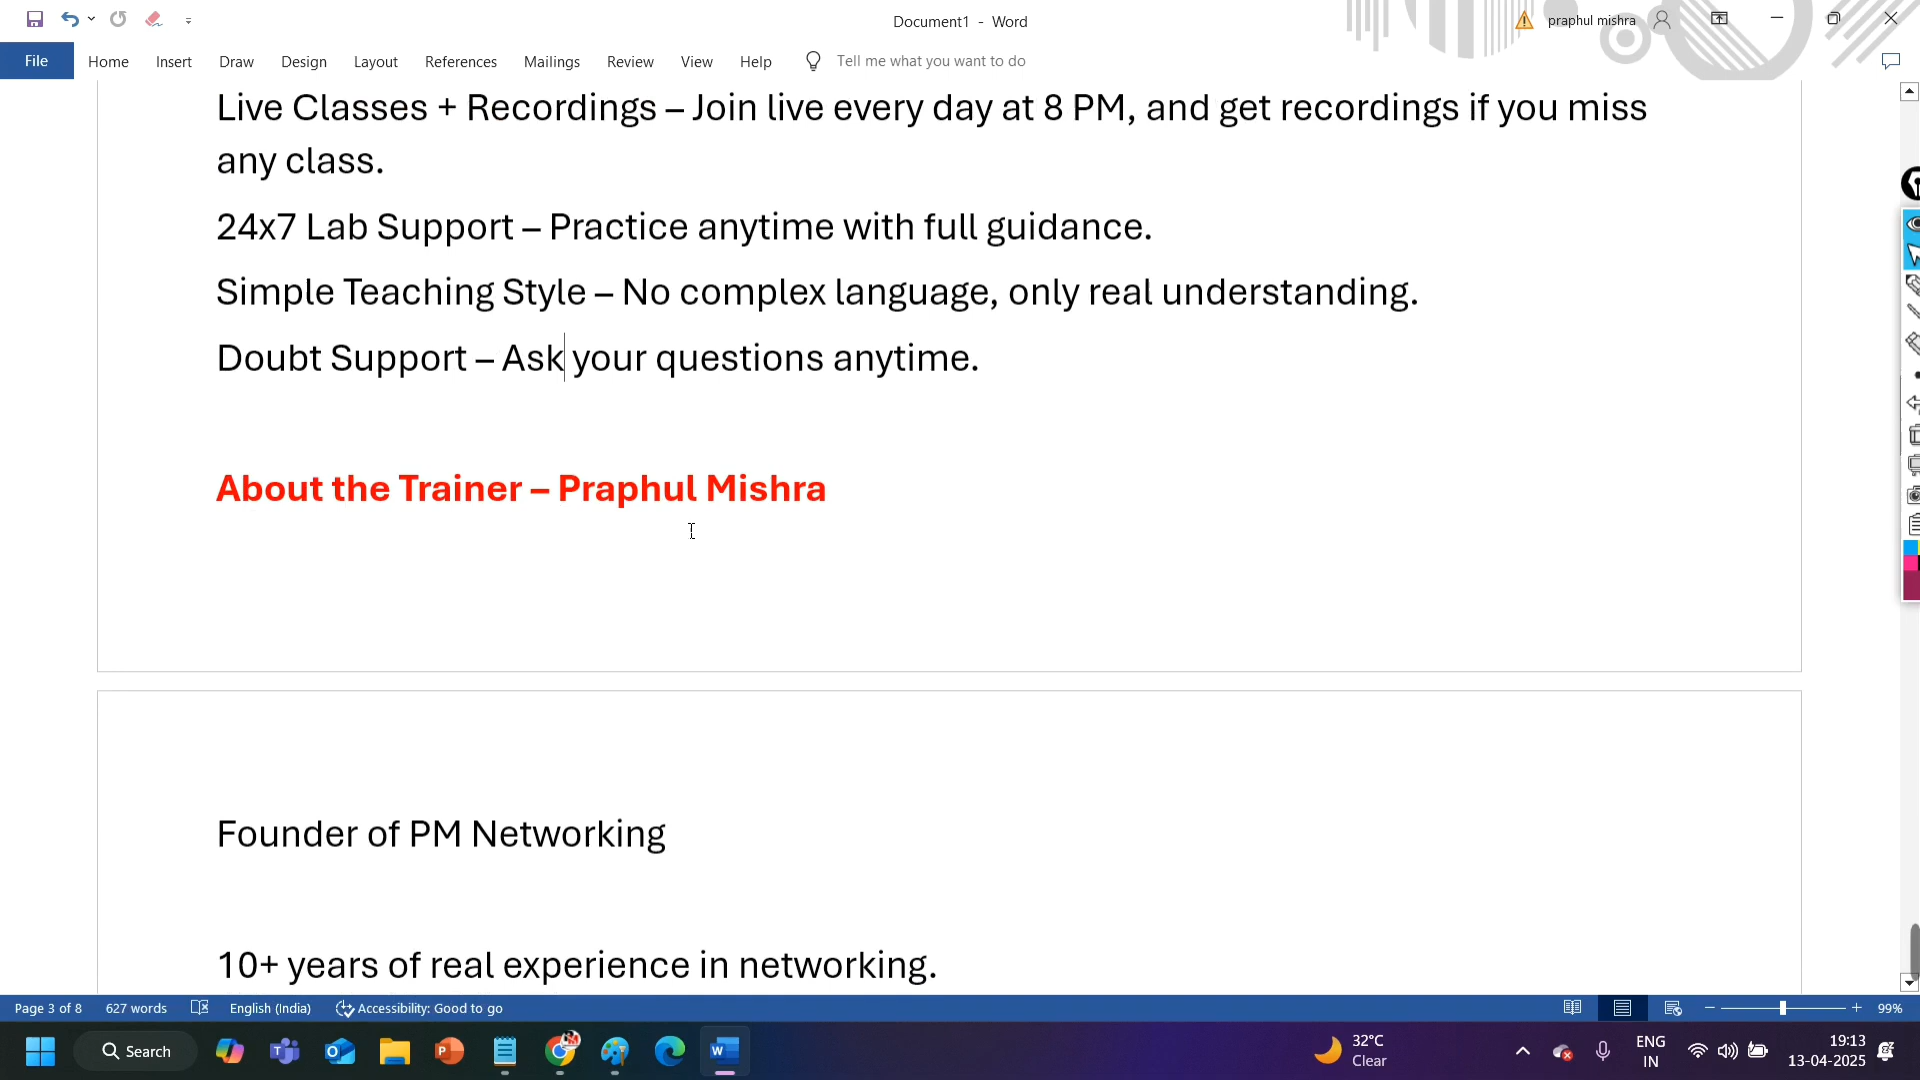 Document1 - Word
praphul mishra
File Home Insert Draw Design Layout References Mailings Review View Help Tell me what you want to do
Live Classes + Recordings – Join live every day at 8 PM, and get recordings if you miss
any class.
24x7 Lab Support – Practice anytime with full guidance.
Simple Teaching Style – No complex language, only real understanding.
Doubt Support – Ask your questions anytime.
About the Trainer – Praphul Mishra
Founder of PM Networking
10+ years of real experience in networking.
Page 3 of 8 627 words English (India) Accessibility: Good to go 99%
Search
32°C
Clear
ENG
IN
19:13
13-04-2025